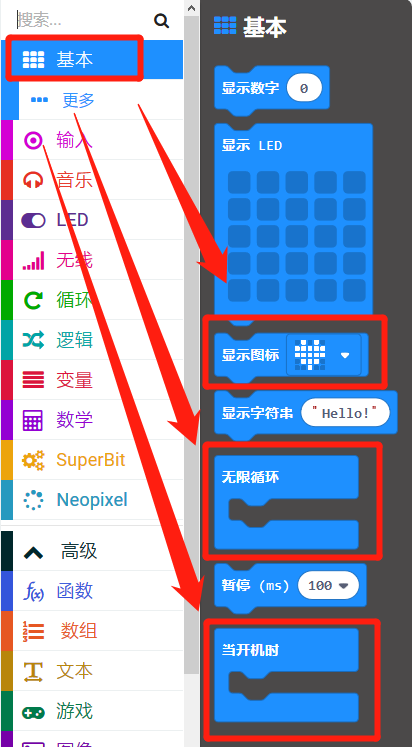 搜索...
基本
更多
输入
音乐
LED
无线
循环
逻辑
变量
数学
SuperBit
Neopixel
高级
f(x) 函数
数组
文本
游戏
图像
基本
显示数字 0
显示 LED
显示图标
显示字符串 "Hello!"
无限循环
暂停 (ms) 100
当开机时